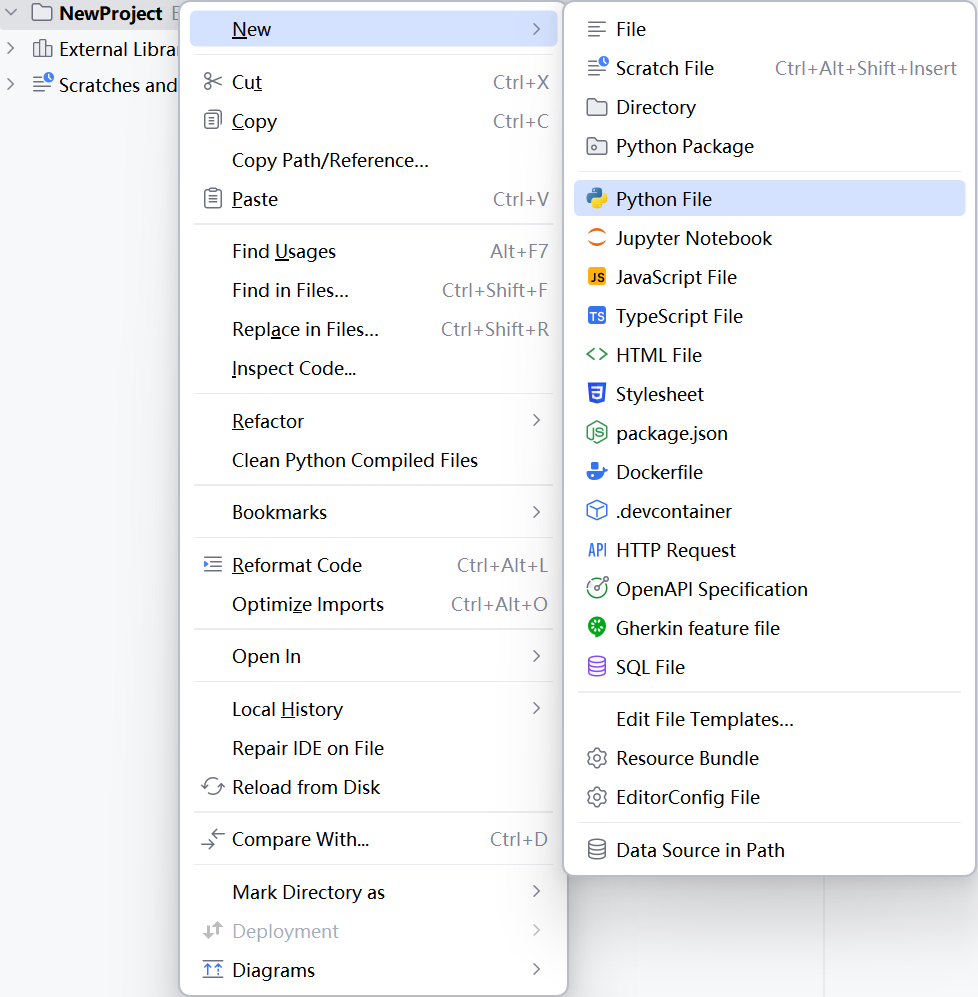 NewProject
External Libra
Scratches and
New
Cut Ctrl+X
Copy Ctrl+C
Copy Path/Reference...
Paste Ctrl+V
Find Usages Alt+F7
Find in Files... Ctrl+Shift+F
Replace in Files... Ctrl+Shift+R
Inspect Code...
Refactor
Clean Python Compiled Files
Bookmarks
Reformat Code Ctrl+Alt+L
Optimize Imports Ctrl+Alt+O
Open In
Local History
Repair IDE on File
Reload from Disk
Compare With... Ctrl+D
Mark Directory as
Deployment
Diagrams
File
Scratch File Ctrl+Alt+Shift+Insert
Directory
Python Package
Python File
Jupyter Notebook
JS JavaScript File
TS TypeScript File
HTML File
Stylesheet
JS package.json
Dockerfile
.devcontainer
API HTTP Request
OpenAPI Specification
Gherkin feature file
SQL File
Edit File Templates...
Resource Bundle
EditorConfig File
Data Source in Path